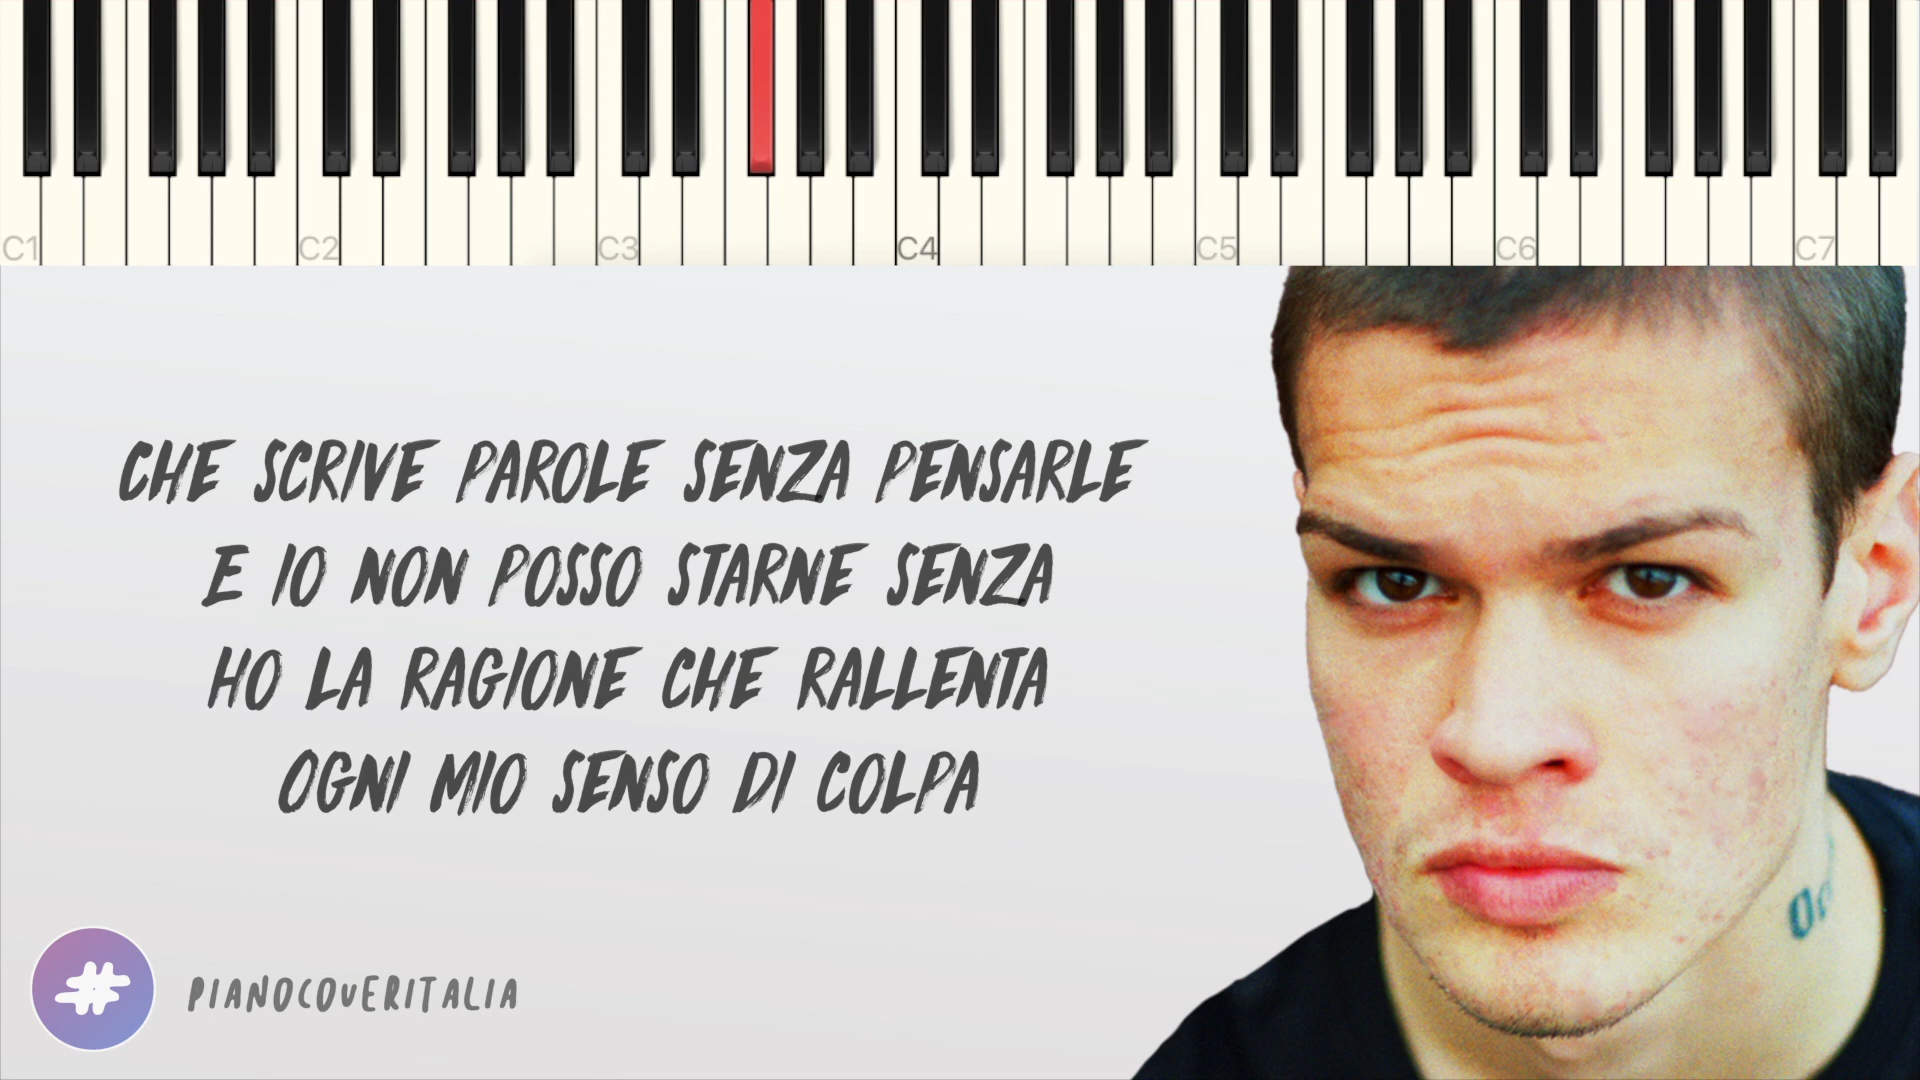 C1 C2 C3 C4 C5 C6 C7
CHE SCRIVE PAROLE SENZA PENSARLE
E IO NON POSSO STARNE SENZA
HO LA RAGIONE CHE RALLENTA
OGNI MIO SENSO DI COLPA
# PIANOCOVERITALIA